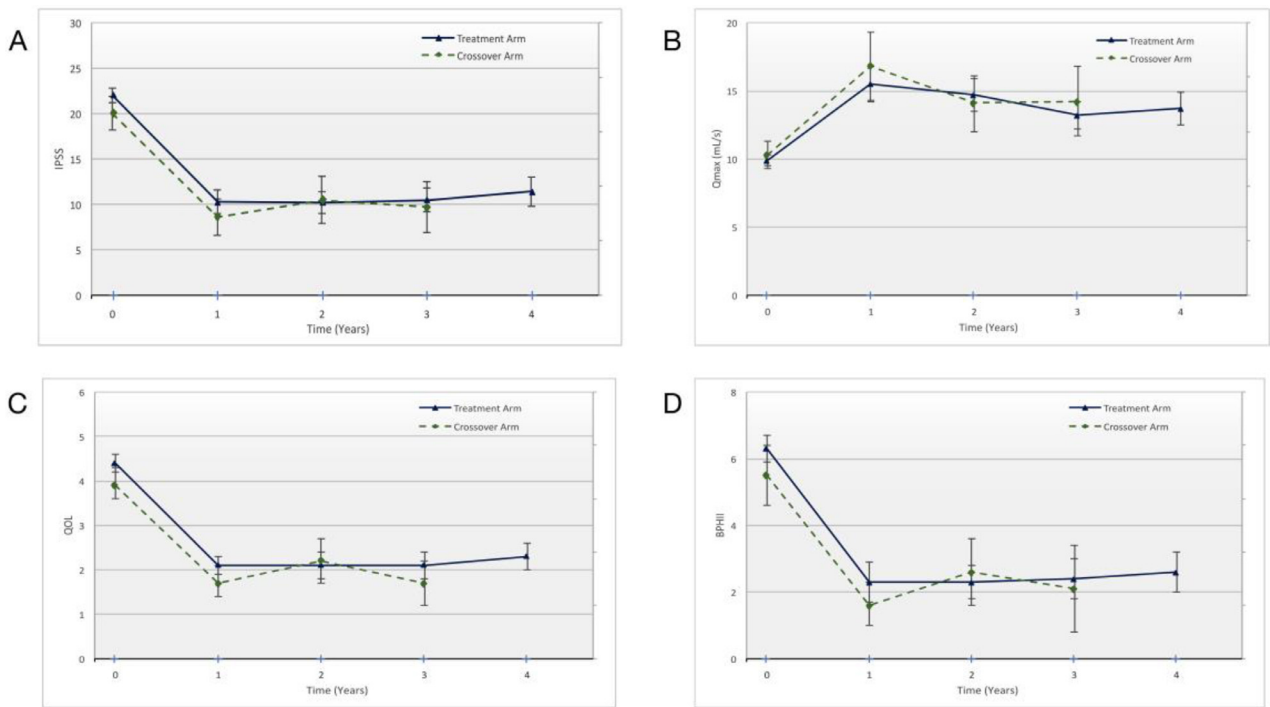 A
30
25
20
15
10
5
0
IPSS
Treatment Arm
Crossover Arm
0 1 2 3 4
Time (Years)
B
20
15
10
5
0
Qmax (mL/s)
Treatment Arm
Crossover Arm
0 1 2 3 4
Time (Years)
C
6
5
4
3
2
1
0
QOL
Treatment Arm
Crossover Arm
0 1 2 3 4
Time (Years)
D
8
6
4
2
0
BPHII
Treatment Arm
Crossover Arm
0 1 2 3 4
Time (Years)